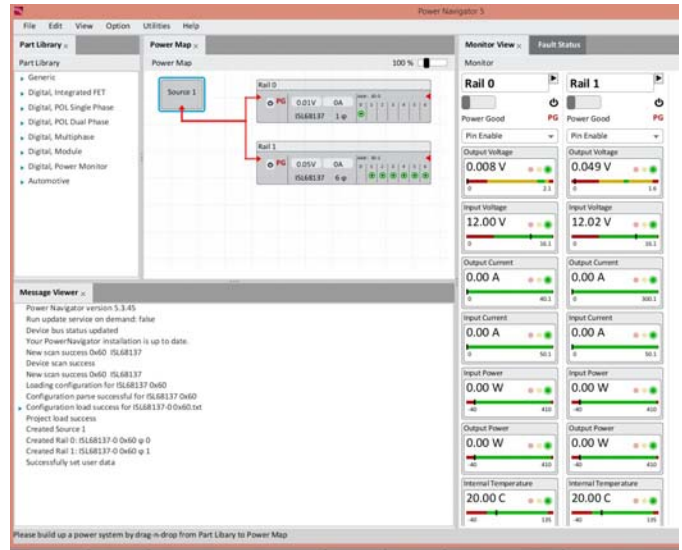 Power Navigator 5
File Edit View Option Utilities Help
Part Library
Part Library
Generic
Digital, Integrated FET
Digital, POL Single Phase
Digital, POL Dual Phase
Digital, Multiphase
Digital, Module
Digital, Power Monitor
Automotive
Power Map
Power Map 100 %
Source 1
Rail 0
PG 0.01V 0A
ISL68137 1 φ
Rail 1
PG 0.05V 0A
ISL68137 6 φ
Message Viewer
Power Navigator version 5.3.45
Run update service on demand: false
Device bus status updated
Your PowerNavigator installation is up to date.
New scan success 0x60 ISL68137
Device scan success
New scan success 0x60 ISL68137
Loading configuration for ISL68137 0x60
Configuration parse successful for ISL68137 0x60
Configuration load success for ISL68137-0 0x60.txt
Project load success
Created Source 1
Created Rail 0: ISL68137-0 0x60 φ 0
Created Rail 1: ISL68137-0 0x60 φ 1
Successfully set user data
Monitor View Fault Status
Monitor
Rail 0 Rail 1
Power Good PG Power Good PG
Pin Enable Pin Enable
Output Voltage Output Voltage
0.008 V 0.049 V
0 2.1 0 1.6
Input Voltage Input Voltage
12.00 V 12.02 V
0 16.1 0 16.1
Output Current Output Current
0.00 A 0.00 A
0 40.1 0 300.1
Input Current Input Current
0.00 A 0.00 A
0 50.1 0 50.1
Input Power Input Power
0.00 W 0.00 W
-40 410 -40 410
Output Power Output Power
0.00 W 0.00 W
-40 410 -40 410
Internal Temperature Internal Temperature
20.00 C 20.00 C
-40 135 -40 135
Please build up a power system by drag-n-drop from Part Libary to Power Map